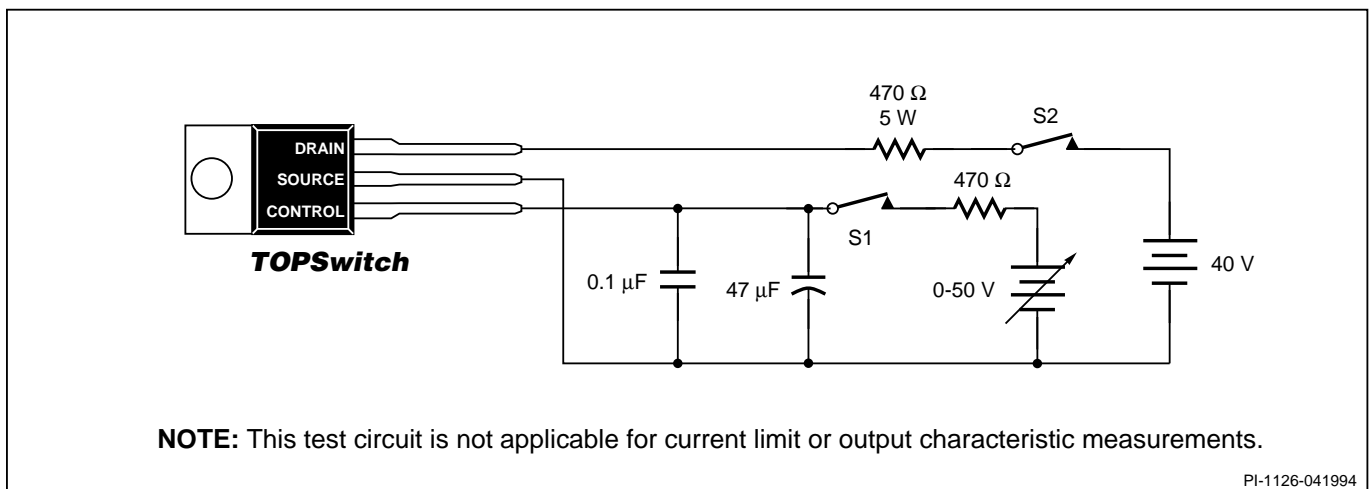 470 Ω
5 W
S2
DRAIN
SOURCE
CONTROL
470 Ω
S1
TOPSwitch
0.1 μF
47 μF
0-50 V
40 V
NOTE: This test circuit is not applicable for current limit or output characteristic measurements.
PI-1126-041994